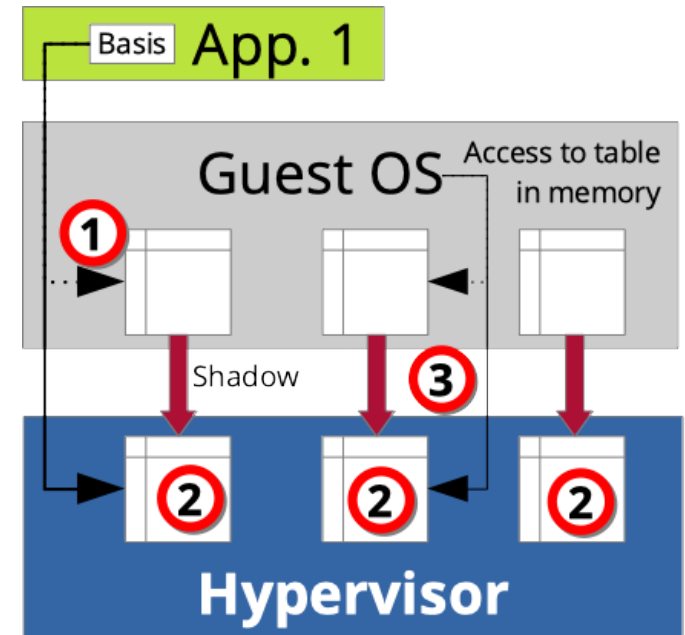 Basis
App. 1
Guest OS
Access to table
in memory
1
Shadow
3
2
2
2
Hypervisor